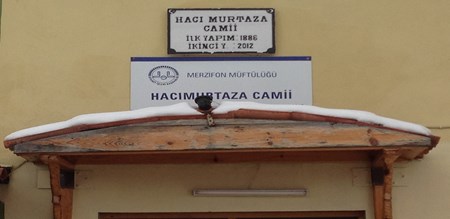 HACI MURTAZA
CAMİİ
İLK YAPIM 1886
İKİNCİ Y. 2012
MERZİFON MÜFTÜLÜĞÜ
HACIMURTAZA CAMİİ